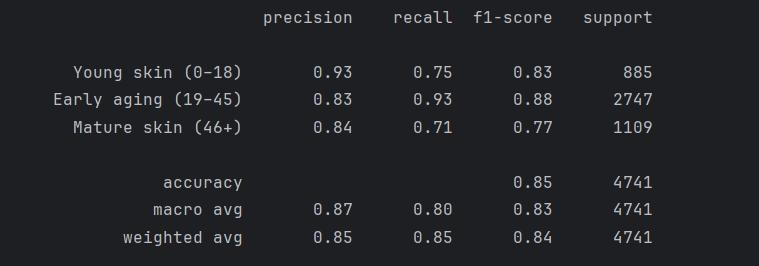 precision recall f1-score support
Young skin (0-18) 0.93 0.75 0.83 885
Early aging (19-45) 0.83 0.93 0.88 2747
Mature skin (46+) 0.84 0.71 0.77 1109
accuracy 0.85 4741
macro avg 0.87 0.80 0.83 4741
weighted avg 0.85 0.85 0.84 4741